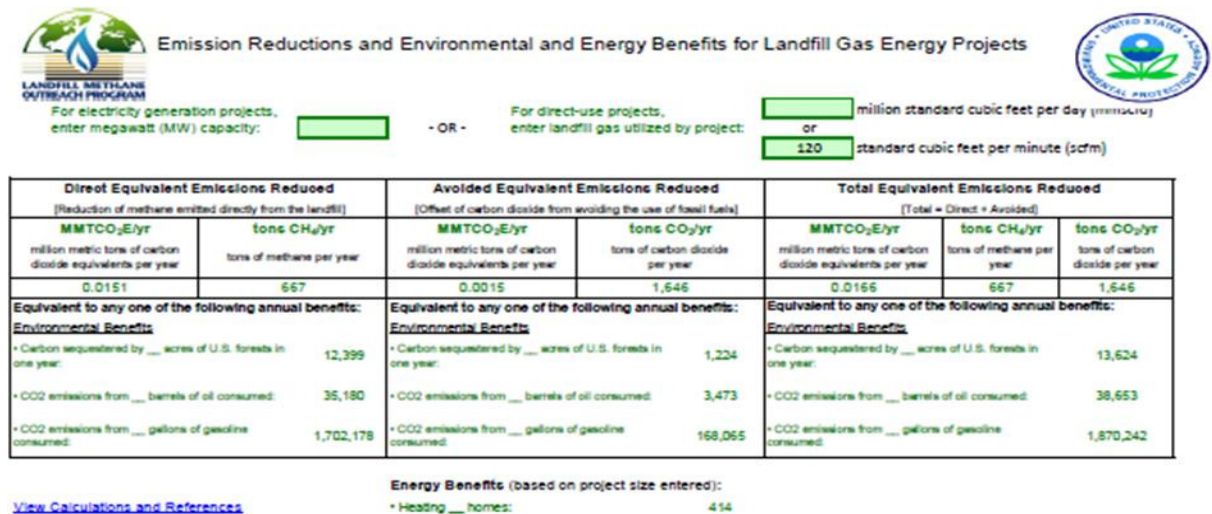 Emission Reductions and Environmental and Energy Benefits for Landfill Gas Energy Projects
LANDFILL METHANE
OUTREACH PROGRAM
UNITED STATES
ENVIRONMENTAL PROTECTION AGENCY
For electricity generation projects,
enter megawatt (MW) capacity:
- OR -
For direct-use projects,
enter landfill gas utilized by project:
million standard cubic feet per day (mmscfd)
or
120 standard cubic feet per minute (scfm)
Direct Equivalent Emissions Reduced
[Reduction of methane emitted directly from the landfill]
MMTCO₂E/yr tons CH₄/yr
million metric tons of carbon
dioxide equivalents per year
tons of methane per year
0.0151 667
Equivalent to any one of the following annual benefits:
Environmental Benefits
• Carbon sequestered by __ acres of U.S. forests in
one year: 12,399
• CO2 emissions from __ barrels of oil consumed: 35,180
• CO2 emissions from __ gallons of gasoline
consumed: 1,702,178
Avoided Equivalent Emissions Reduced
[Offset of carbon dioxide from avoiding the use of fossil fuels]
MMTCO₂E/yr tons CO₂/yr
million metric tons of carbon
dioxide equivalents per year
tons of carbon dioxide
per year
0.0015 1,646
Equivalent to any one of the following annual benefits:
Environmental Benefits
• Carbon sequestered by __ acres of U.S. forests in
one year: 1,224
• CO2 emissions from __ barrels of oil consumed: 3,473
• CO2 emissions from __ gallons of gasoline
consumed: 168,065
Total Equivalent Emissions Reduced
[Total = Direct + Avoided]
MMTCO₂E/yr tons CH₄/yr tons CO₂/yr
million metric tons of carbon
dioxide equivalents per year
tons of methane per
year
tons of carbon
dioxide per year
0.0166 667 1,646
Equivalent to any one of the following annual benefits:
Environmental Benefits
• Carbon sequestered by __ acres of U.S. forests in
one year: 13,624
• CO2 emissions from __ barrels of oil consumed: 38,653
• CO2 emissions from __ gallons of gasoline
consumed: 1,870,242
Energy Benefits (based on project size entered):
View Calculations and References
• Heating __ homes: 414